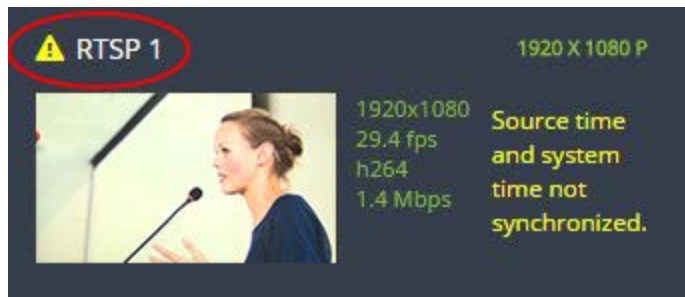 RTSP 1
1920 X 1080 P
1920x1080
29.4 fps
h264
1.4 Mbps
Source time
and system
time not
synchronized.